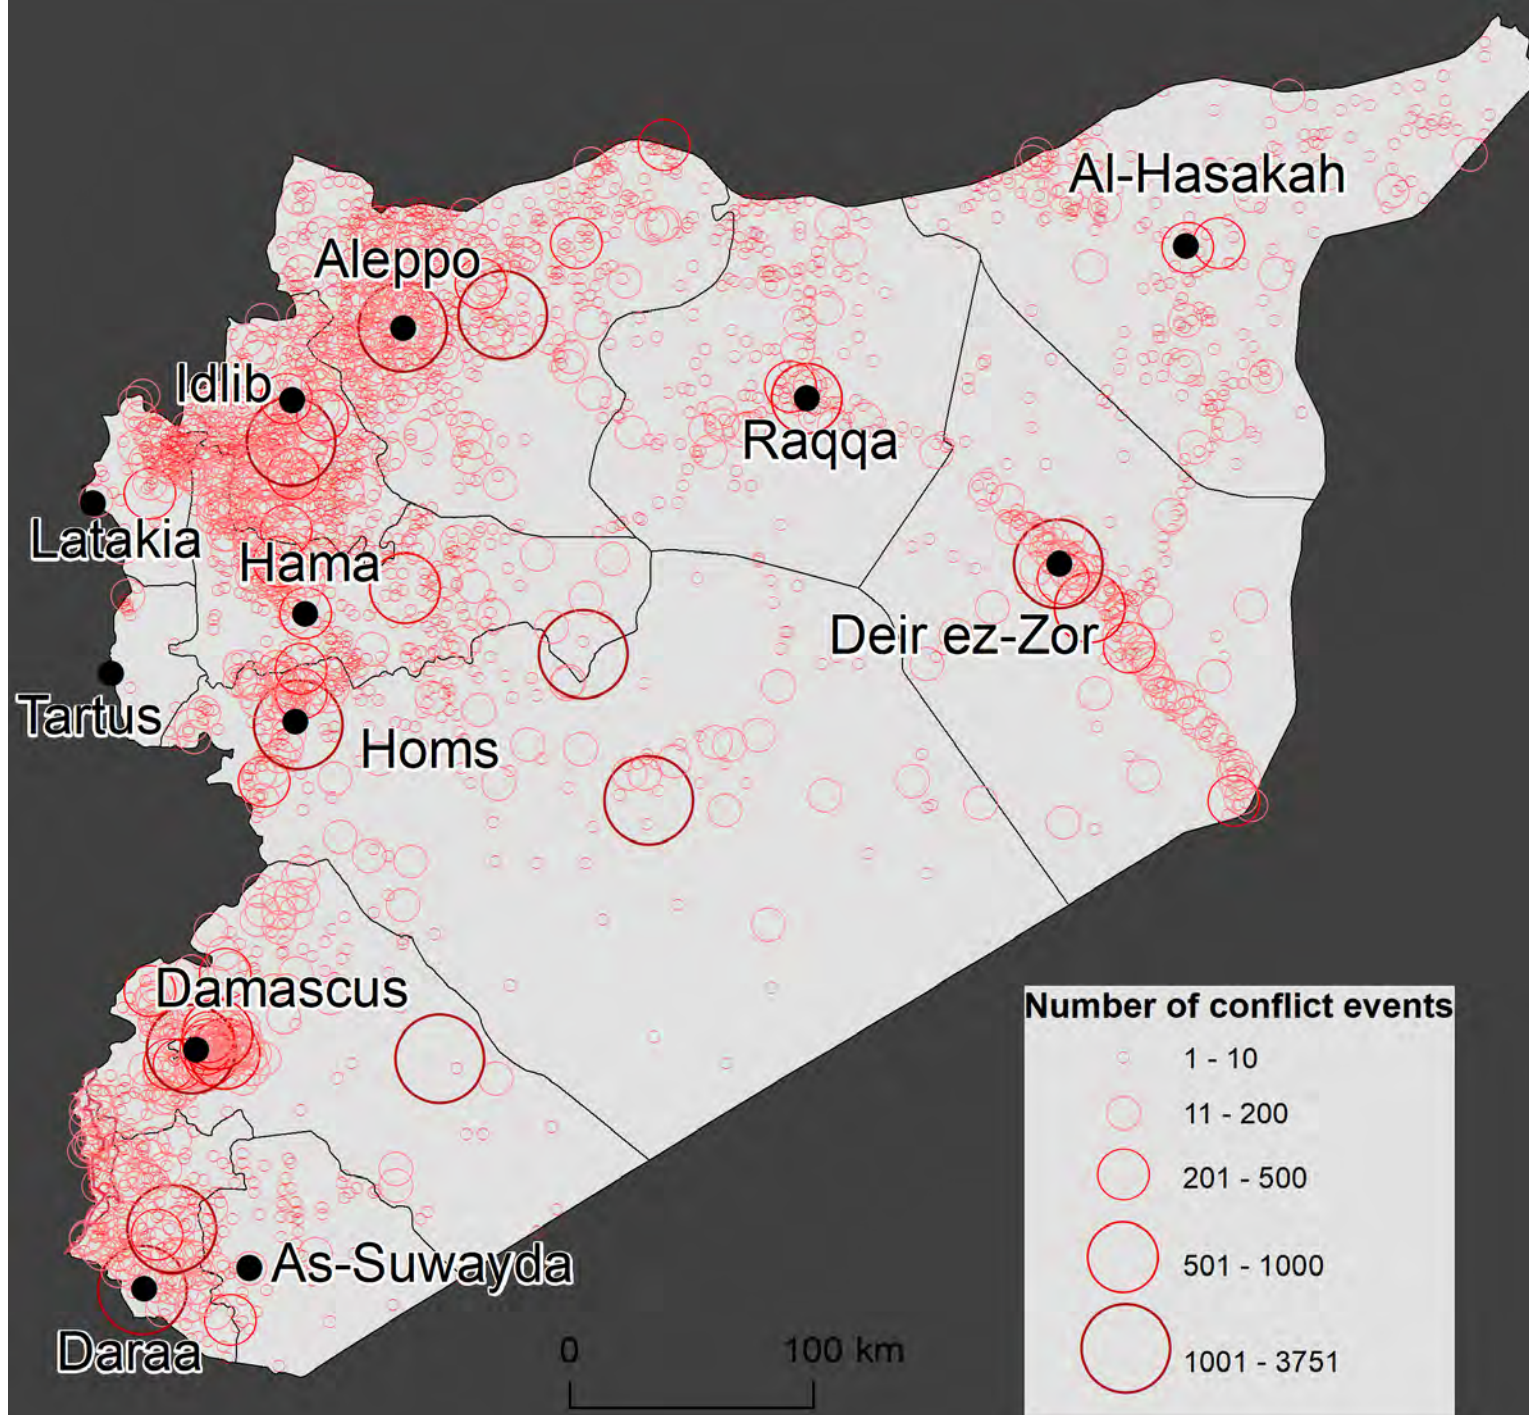 Al-Hasakah
Aleppo
Idlib
Raqqa
Latakia
Hama
Deir ez-Zor
Tartus
Homs
Damascus
As-Suwayda
Daraa
0 100 km
Number of conflict events
1 - 10
11 - 200
201 - 500
501 - 1000
1001 - 3751